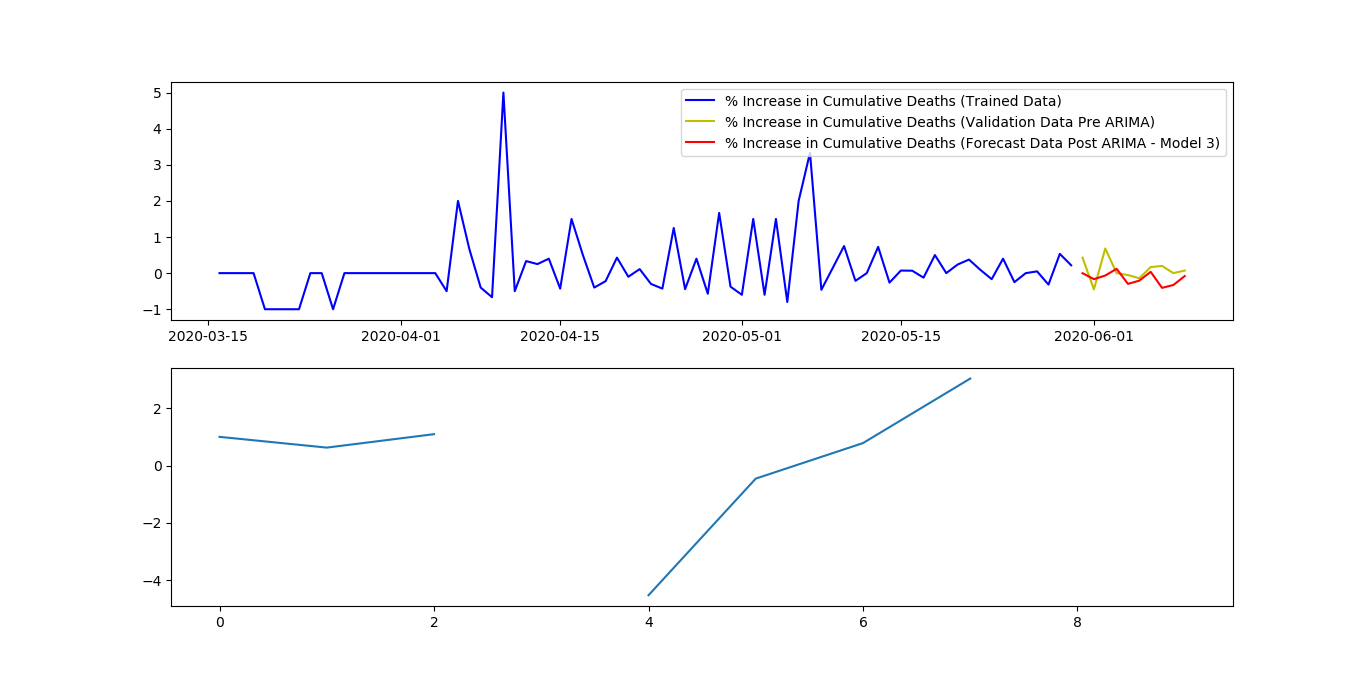 5
4
3
2
1
0
−1
% Increase in Cumulative Deaths (Trained Data)
% Increase in Cumulative Deaths (Validation Data Pre ARIMA)
% Increase in Cumulative Deaths (Forecast Data Post ARIMA - Model 3)
2020-03-15 2020-04-01 2020-04-15 2020-05-01 2020-05-15 2020-06-01
2
0
−2
−4
0 2 4 6 8